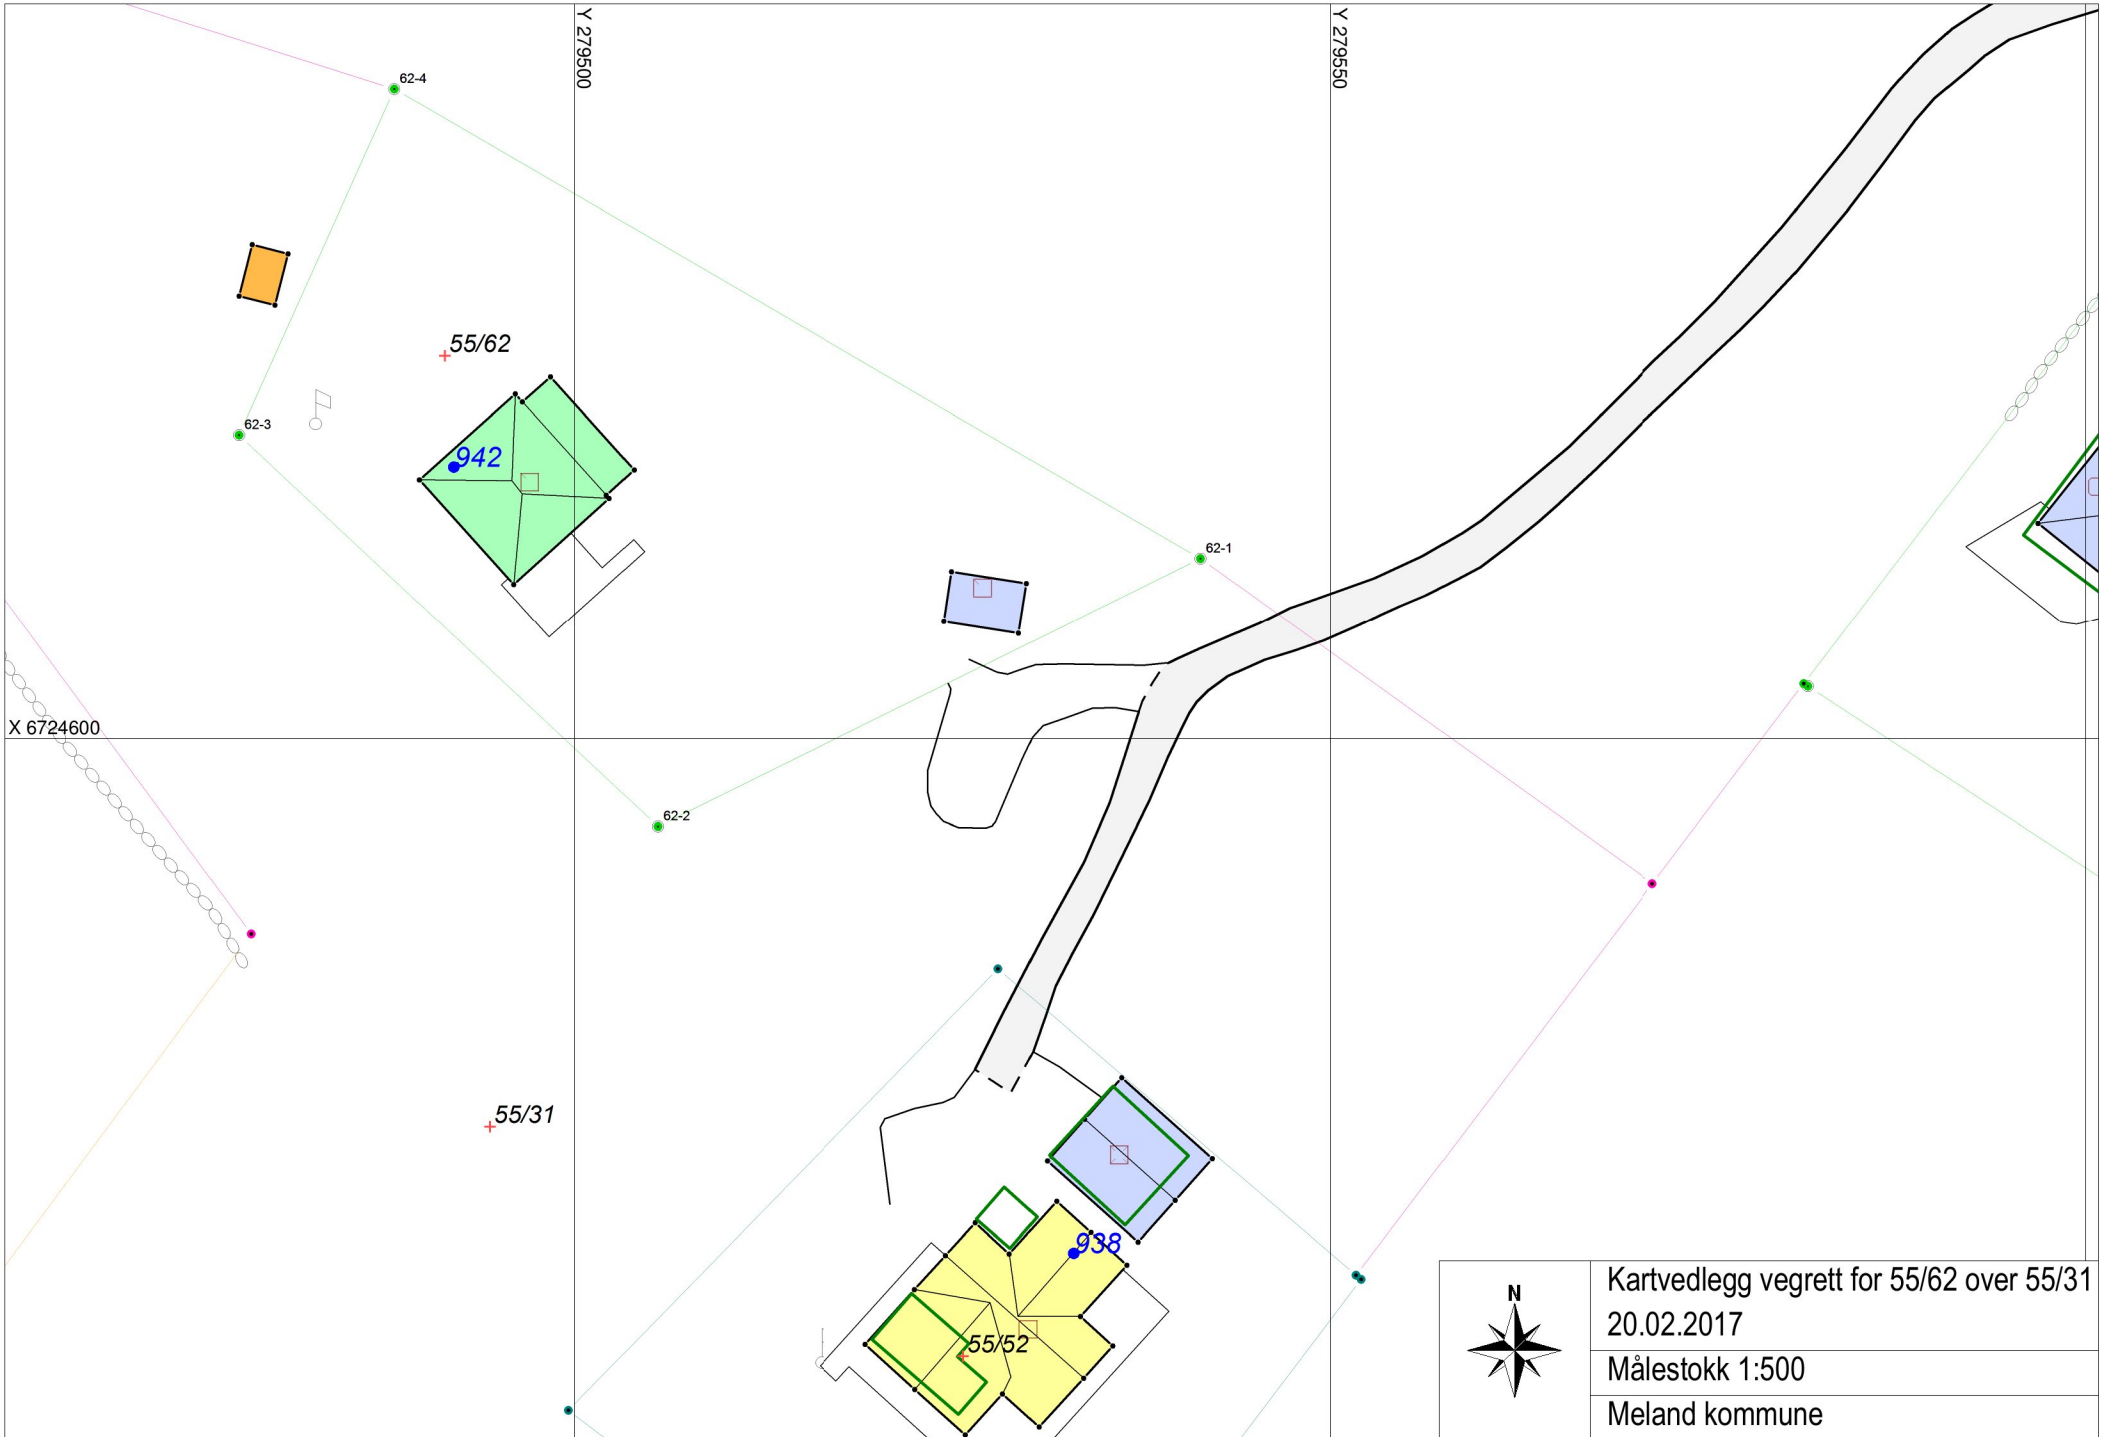 Y 279500
Y 279550
62-4
55/62
62-3
942
62-1
X 6724600
62-2
55/31
938
55/52
N
Kartvedlegg vegrett for 55/62 over 55/31
20.02.2017
Målestokk 1:500
Meland kommune